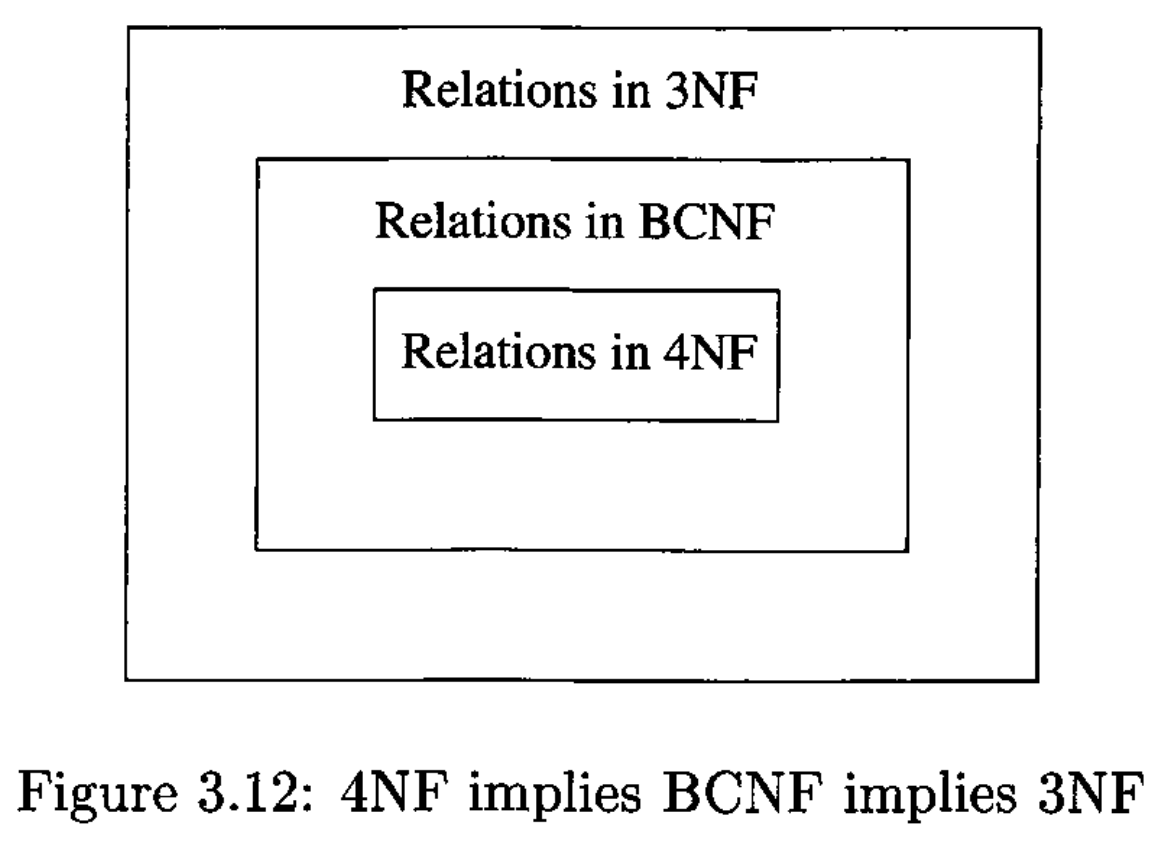 Relations in 3NF
Relations in BCNF
Relations in 4NF
Figure 3.12: 4NF implies BCNF implies 3NF